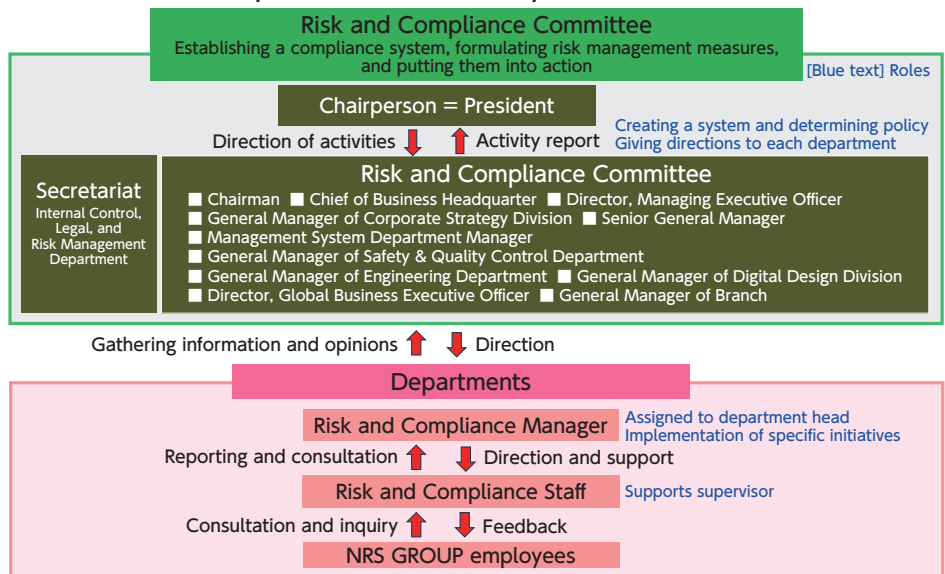 Risk and Compliance Committee
Establishing a compliance system, formulating risk management measures,
and putting them into action
[Blue text] Roles
Chairperson = President
Direction of activities
Activity report
Creating a system and determining policy
Giving directions to each department
Secretariat
Internal Control,
Legal, and
Risk Management
Department
Risk and Compliance Committee
■ Chairman ■ Chief of Business Headquarter ■ Director, Managing Executive Officer
■ General Manager of Corporate Strategy Division ■ Senior General Manager
■ Management System Department Manager
■ General Manager of Safety & Quality Control Department
■ General Manager of Engineering Department ■ General Manager of Digital Design Division
■ Director, Global Business Executive Officer ■ General Manager of Branch
Gathering information and opinions
Direction
Departments
Risk and Compliance Manager
Assigned to department head
Implementation of specific initiatives
Reporting and consultation
Direction and support
Risk and Compliance Staff
Supports supervisor
Consultation and inquiry
Feedback
NRS GROUP employees